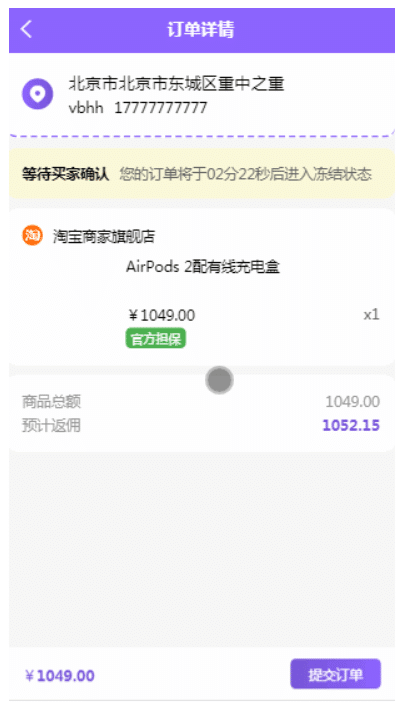 订单详情
北京市北京市东城区重中之重
vbhh 17777777777
等待买家确认 您的订单将于02分22秒后进入冻结状态
淘 淘宝商家旗舰店
AirPods 2配有线充电盒
¥1049.00 x1
官方担保
商品总额 1049.00
预计返佣 1052.15
¥1049.00 提交订单